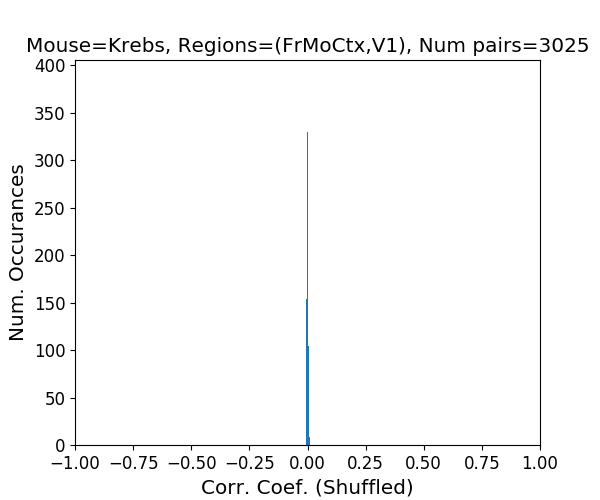 Mouse=Krebs, Regions=(FrMoCtx,V1), Num pairs=3025
400
350
300
250
200
150
100
50
0
Num. Occurances
−1.00 −0.75 −0.50 −0.25 0.00 0.25 0.50 0.75 1.00
Corr. Coef. (Shuffled)